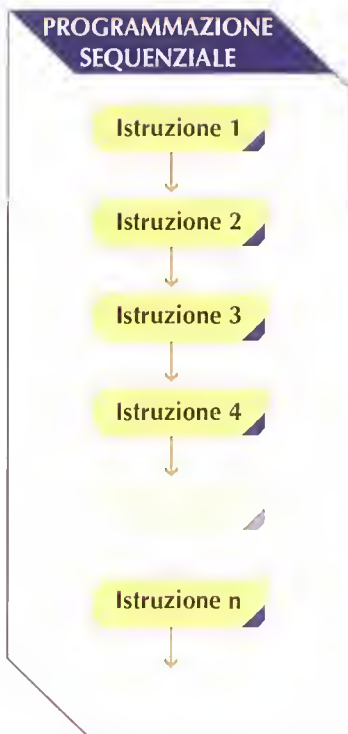 PROGRAMMAZIONE
SEQUENZIALE
Istruzione 1
Istruzione 2
Istruzione 3
Istruzione 4
Istruzione n